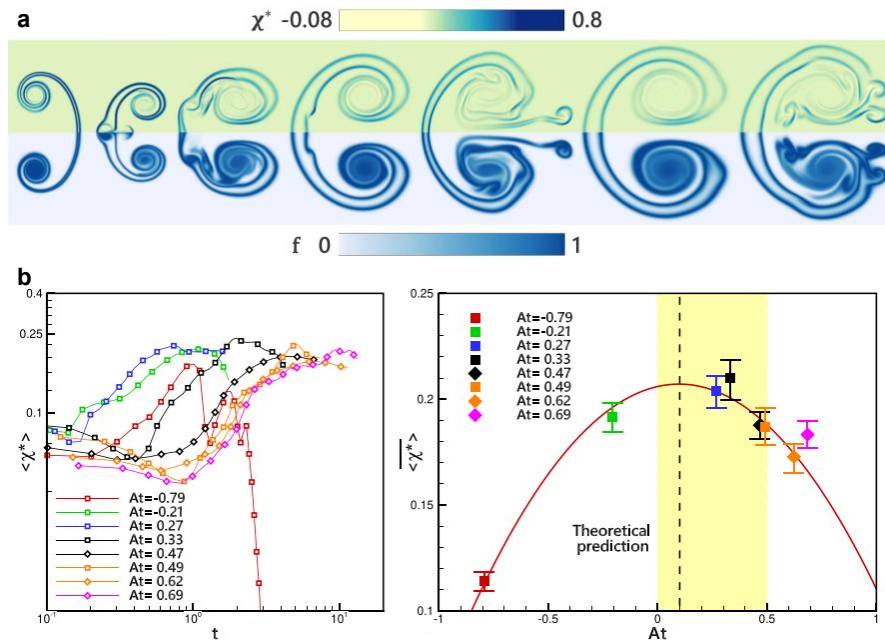 a
χ* -0.08 0.8
f 0 1
b
0.4
0.25
0.1
<χ*>
At=-0.79
At=-0.21
At= 0.27
At= 0.33
At= 0.47
At= 0.49
At= 0.62
At= 0.69
10-1 100 101
t
0.25
0.2
0.15
0.1
<χ*>
At=-0.79
At=-0.21
At= 0.27
At= 0.33
At= 0.47
At= 0.49
At= 0.62
At= 0.69
Theoretical
prediction
-1 -0.5 0 0.5 1
At